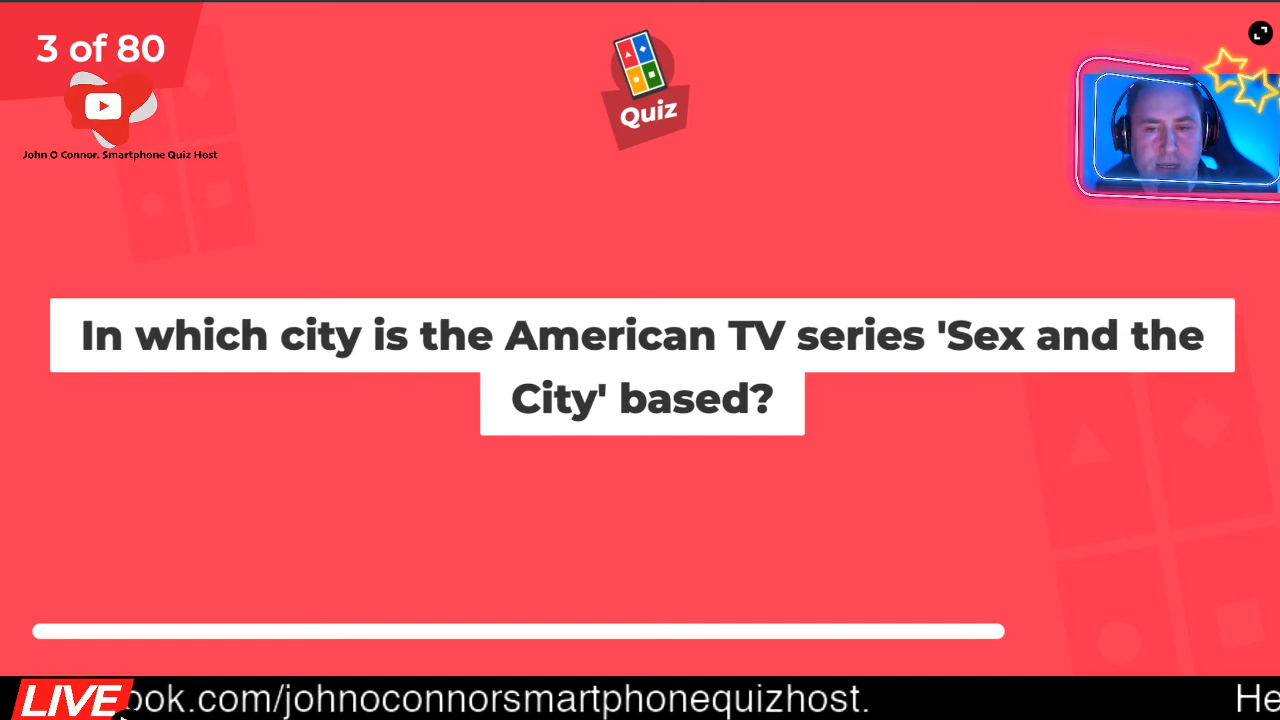 3 of 80
John O Connor. Smartphone Quiz Host
Quiz
In which city is the American TV series 'Sex and the
City' based?
LIVE
ook.com/johnoconnorsmartphonequizhost.
He